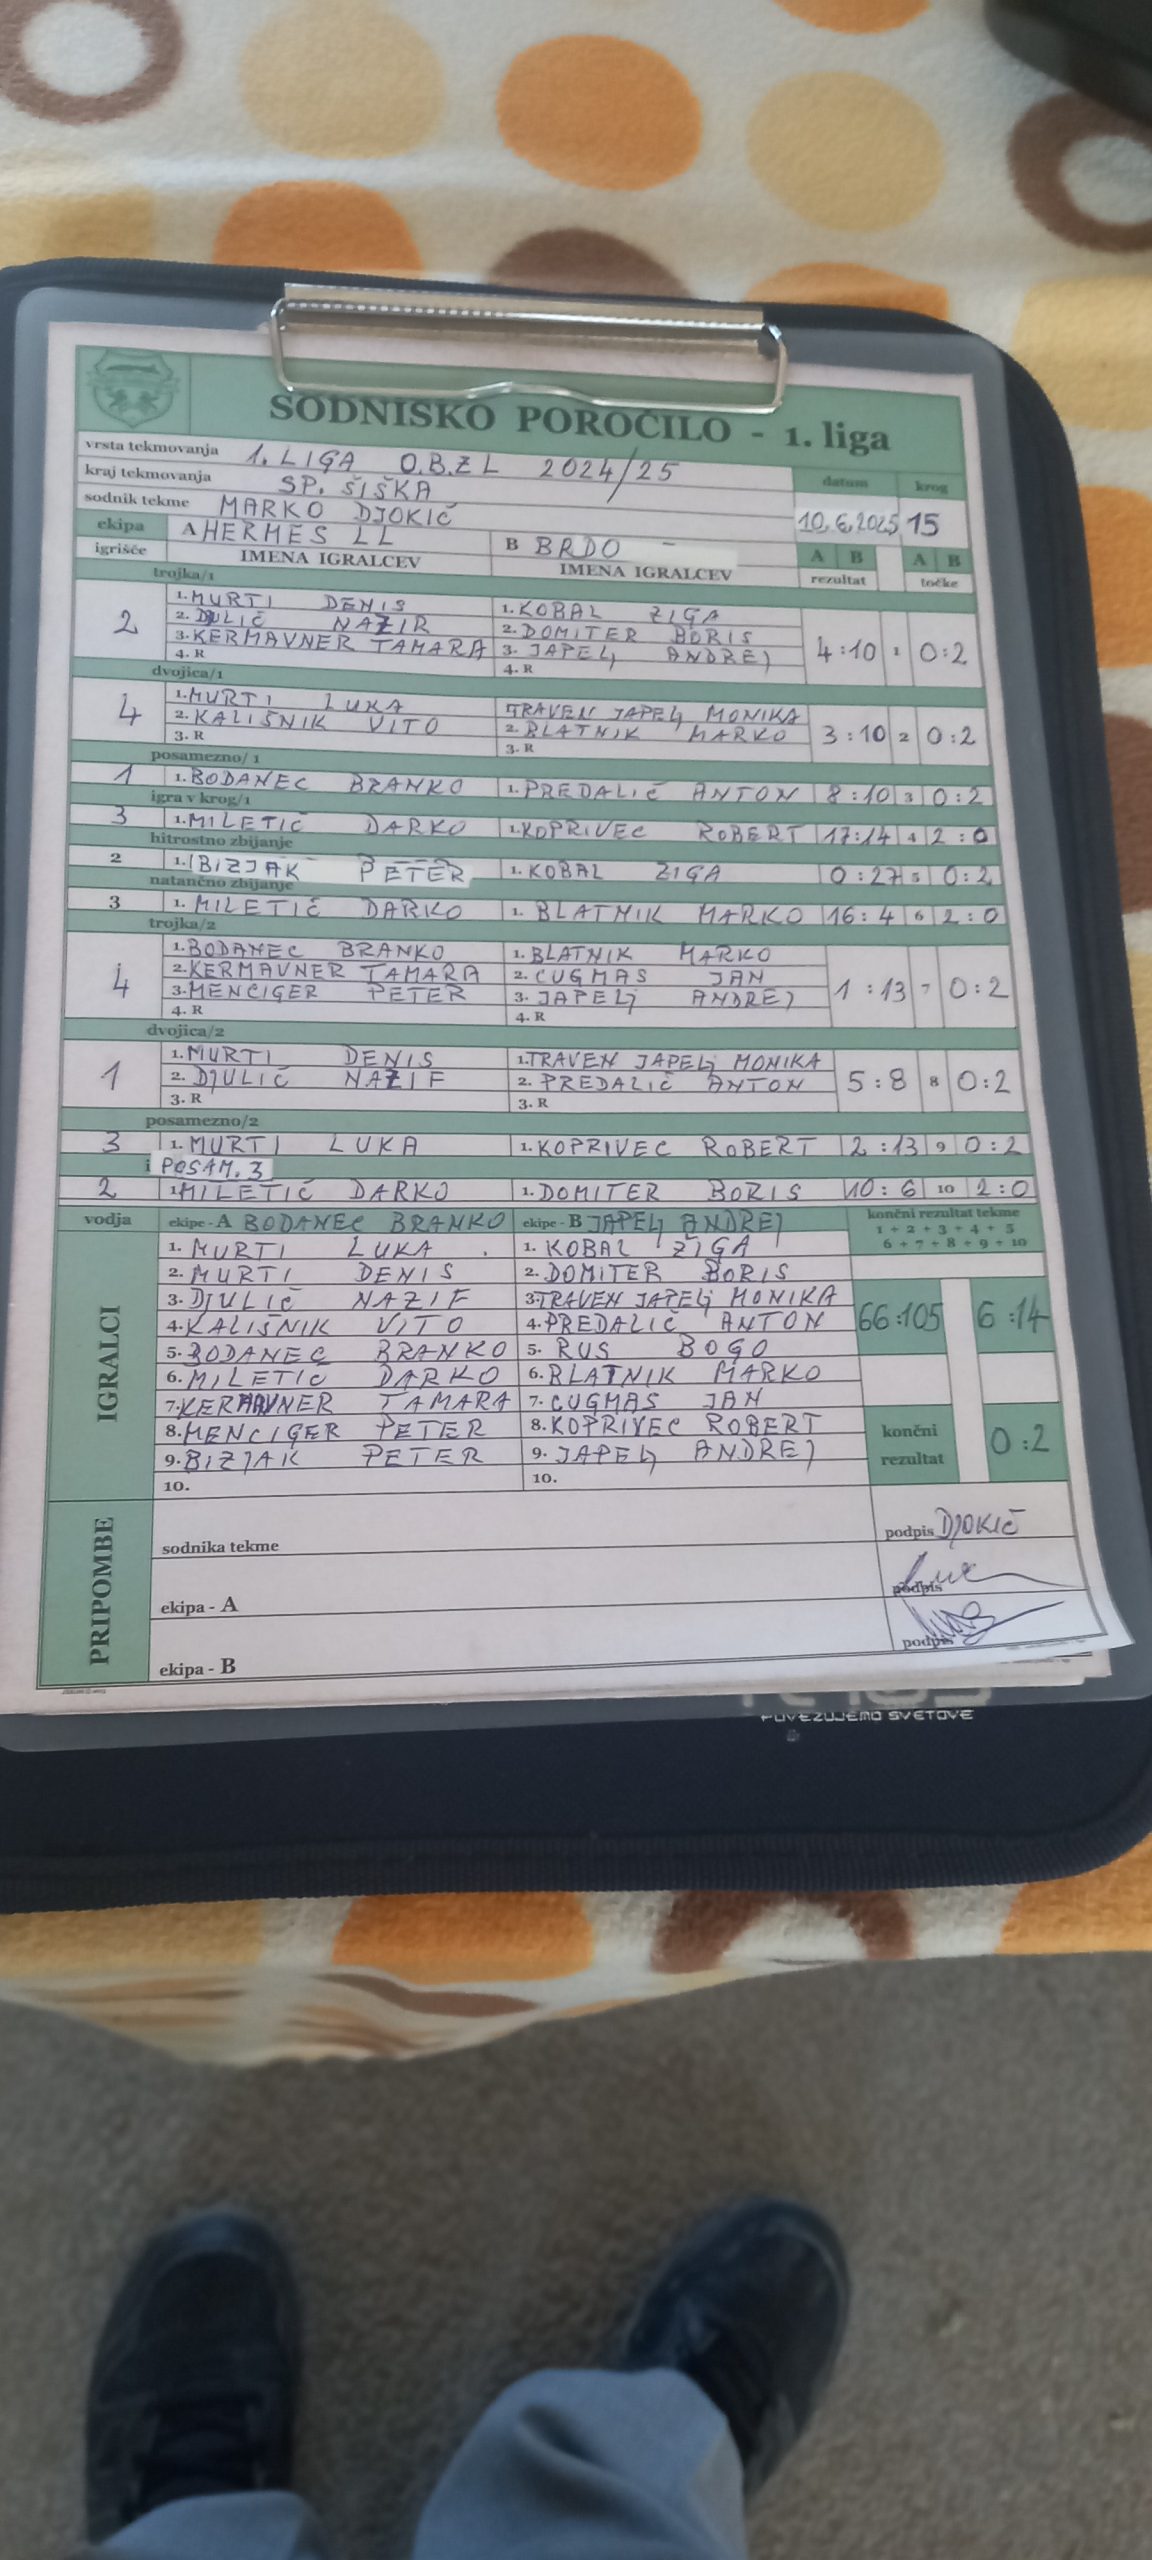 SODNISKO POROČILO - 1. liga
vrsta tekmovanja 1. LIGA O.B.Z L 2024/25
kraj tekmovanja SP. ŠIŠKA datum krog
sodnik tekme MARKO DJOKIČ 10.6.2025 15
ekipa A HERMES LL B BRDO - A B A B
igrišče IMENA IGRALCEV IMENA IGRALCEV rezultat točke
trojka/1
1. MURTI DENIS 1. KOBAL ŽIGA
2 2. DJULIČ NAZIR 2. DOMITER BORIS 4:10 1 0:2
3. KERMAVNER TAMARA 3. JAPELJ ANDREJ
4. R 4. R
dvojica/1
1. MURTI LUKA TRAVEN JAPELJ MONIKA
4 2. KALIŠNIK VITO 2. BLATNIK MARKO 3:10 2 0:2
3. R 3. R
posamezno/ 1
1 1. BODANEC BRANKO 1. PREDALIČ ANTON 8:10 3 0:2
igra v krog/1
3 1. MILETIČ DARKO 1. KOPRIVEC ROBERT 17:14 4 2:0
hitrostno zbijanje
2 1. BIZJAK PETER 1. KOBAL ŽIGA 0:27 5 0:2
natančno zbijanje
3 1. MILETIČ DARKO 1. BLATNIK MARKO 16:4 6 2:0
trojka/2
1. BODANEC BRANKO 1. BLATNIK MARKO
4 2. KERMAVNER TAMARA 2. CUGMAS JAN 1:13 7 0:2
3. MENCIGER PETER 3. JAPELJ ANDREJ
4. R 4. R
dvojica/2
1. MURTI DENIS 1. TRAVEN JAPELJ MONIKA
1 2. DJULIČ NAZIF 2. PREDALIČ ANTON 5:8 8 0:2
3. R 3. R
posamezno/2
3 1. MURTI LUKA 1. KOPRIVEC ROBERT 2:13 9 0:2
i POSAM. 3
2 1. MILETIČ DARKO 1. DOMITER BORIS 10:6 10 2:0
vodja ekipe - A BODANEC BRANKO ekipe - B JAPELJ ANDREJ končni rezultat tekme
1 + 2 + 3 + 4 + 5
6 + 7 + 8 + 9 + 10
IGRALCI
1. MURTI LUKA 1. KOBAL ŽIGA
2. MURTI DENIS 2. DOMITER BORIS
3. DJULIČ NAZIF 3. TRAVEN JAPELJ MONIKA
4. KALIŠNIK VITO 4. PREDALIČ ANTON 66:105 6:14
5. BODANEC BRANKO 5. RUS BOGO
6. MILETIČ DARKO 6. BLATNIK MARKO
7. KERMAVNER TAMARA 7. CUGMAS JAN
8. MENCIGER PETER 8. KOPRIVEC ROBERT končni
9. BIZJAK PETER 9. JAPELJ ANDREJ rezultat 0:2
10. 10.
PRIPOMBE
sodnika tekme podpis DJOKIČ
ekipa - A podpis
ekipa - B podpis
POVEZUJEMO SVETOVE